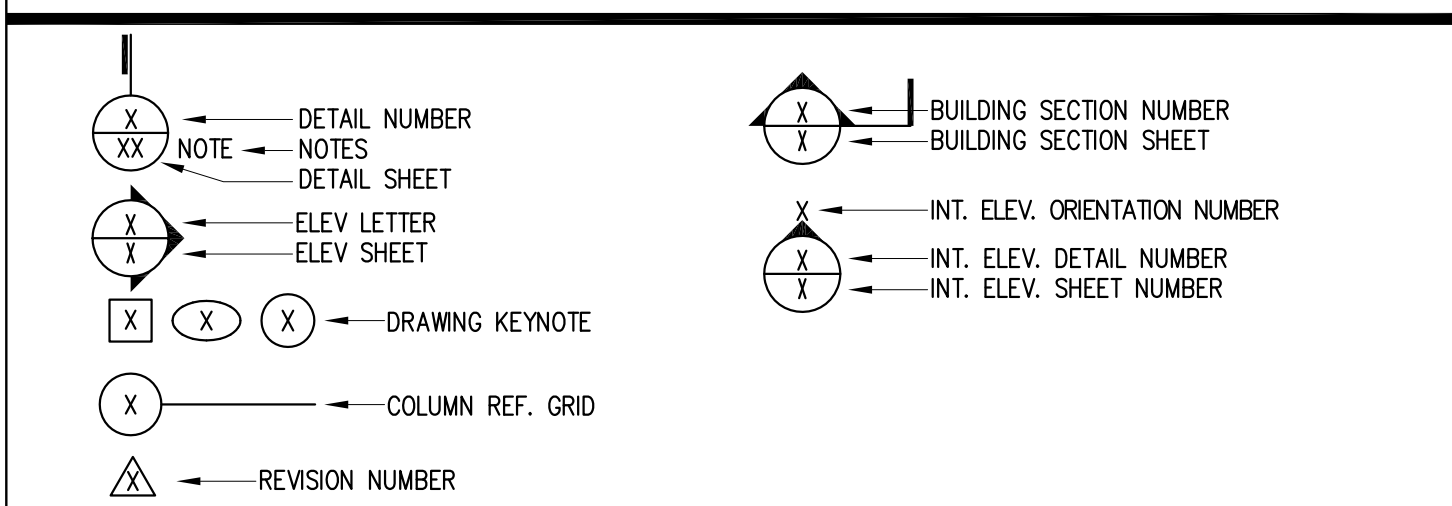 X DETAIL NUMBER
XX NOTE NOTES
DETAIL SHEET
X ELEV LETTER
X ELEV SHEET
X X X DRAWING KEYNOTE
X COLUMN REF. GRID
X REVISION NUMBER
X BUILDING SECTION NUMBER
X BUILDING SECTION SHEET
X INT. ELEV. ORIENTATION NUMBER
X INT. ELEV. DETAIL NUMBER
X INT. ELEV. SHEET NUMBER